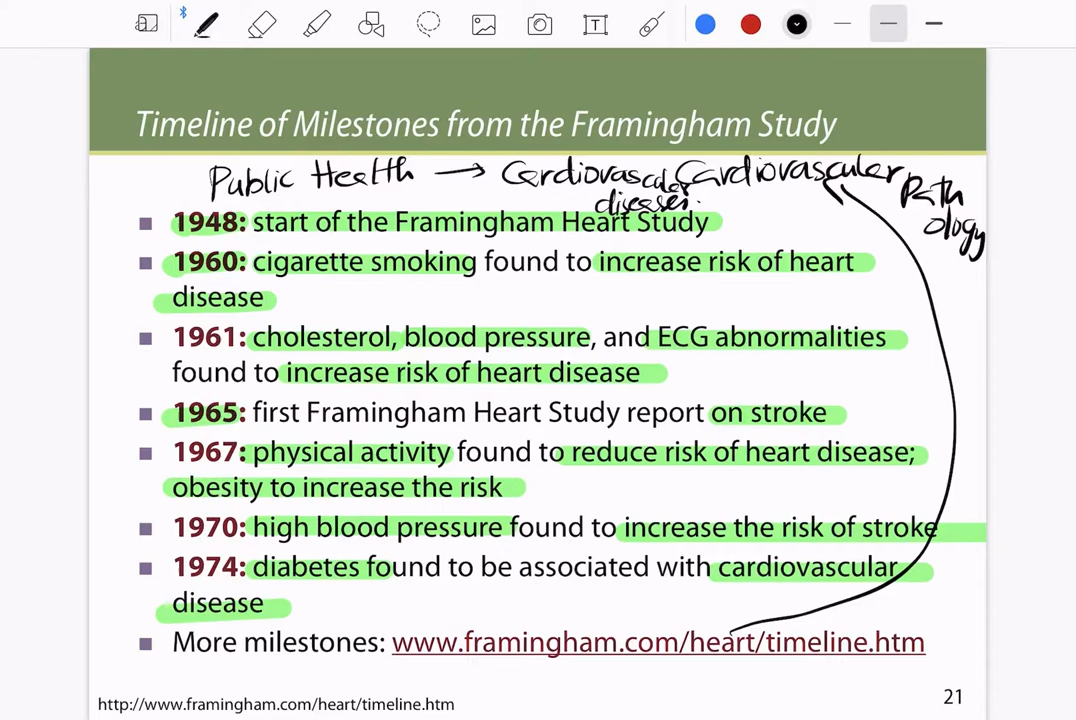 T
Timeline of Milestones from the Framingham Study
Public Health → Cardiovascular diseases. Cardiovascular Pathology
1948: start of the Framingham Heart Study
1960: cigarette smoking found to increase risk of heart
disease
1961: cholesterol, blood pressure, and ECG abnormalities
found to increase risk of heart disease
1965: first Framingham Heart Study report on stroke
1967: physical activity found to reduce risk of heart disease;
obesity to increase the risk
1970: high blood pressure found to increase the risk of stroke
1974: diabetes found to be associated with cardiovascular
disease
More milestones: www.framingham.com/heart/timeline.htm
http://www.framingham.com/heart/timeline.htm
21